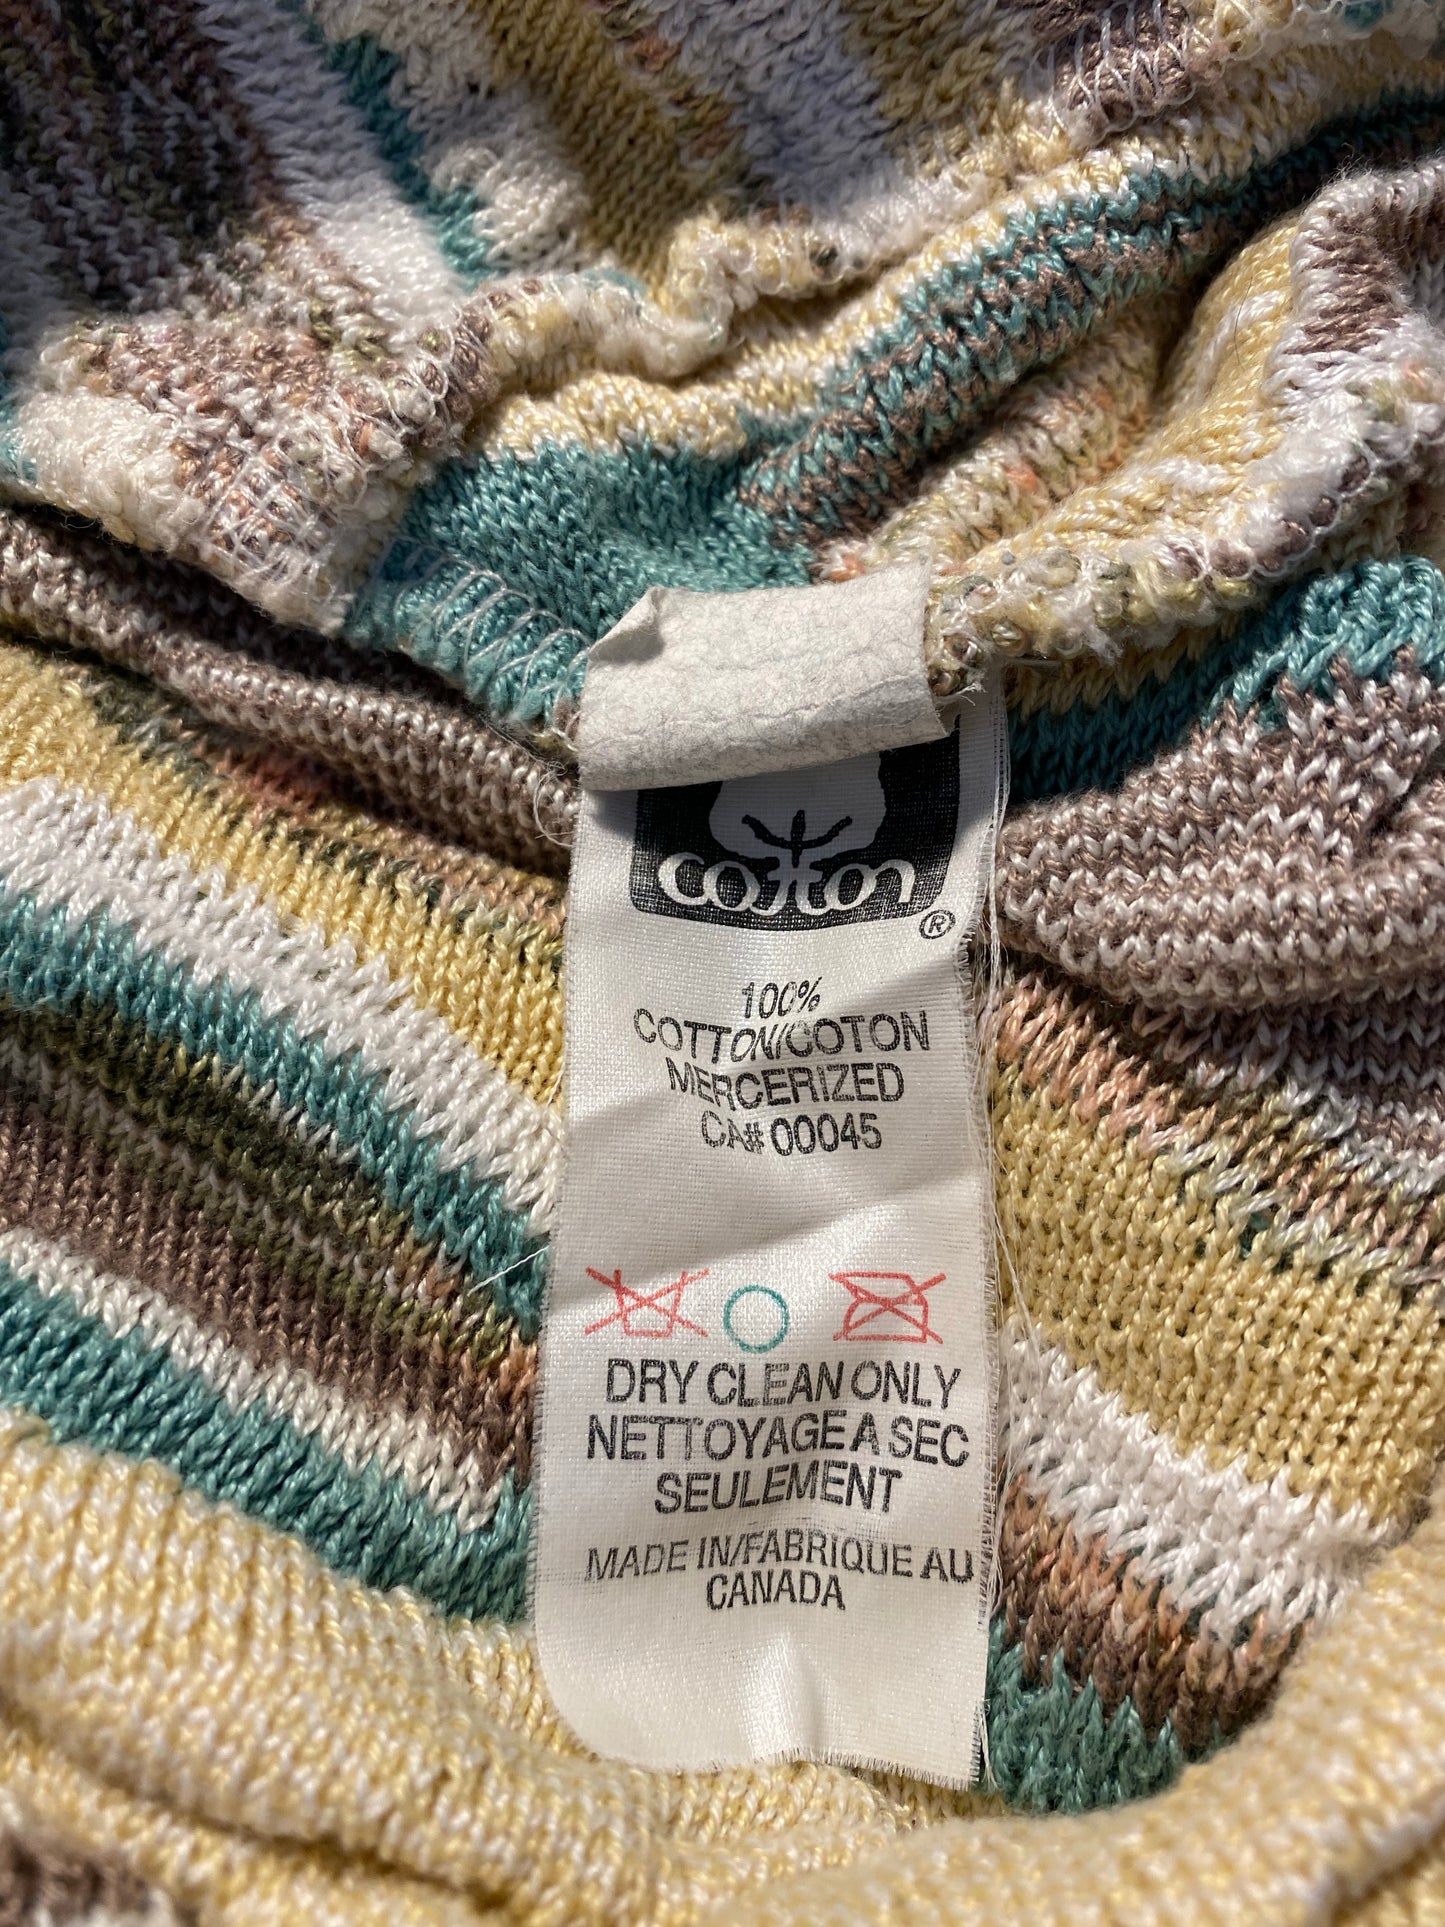 cotton
®
100%
COTTON/COTON
MERCERIZED
CA# 00045
DRY CLEAN ONLY
NETTOYAGE A SEC
SEULEMENT
MADE IN/FABRIQUE AU
CANADA